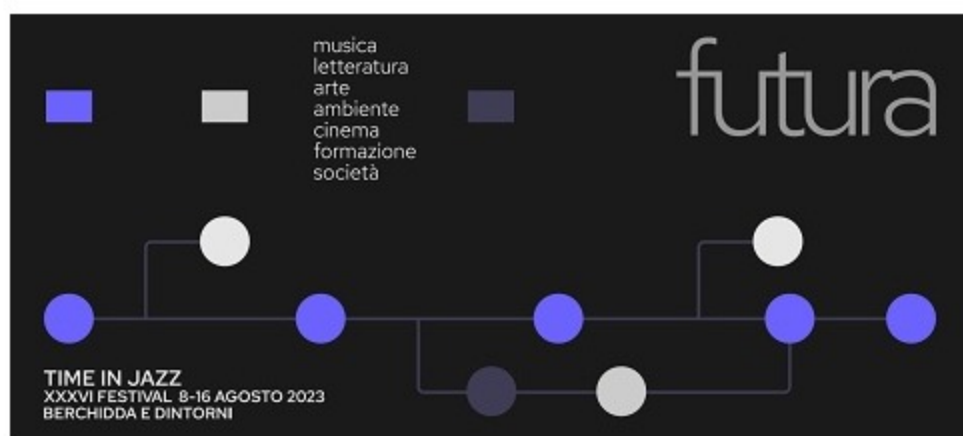 musica
letteratura
arte
ambiente
cinema
formazione
società
futura
TIME IN JAZZ
XXXVI FESTIVAL 8-16 AGOSTO 2023
BERCHIDDA E DINTORNI